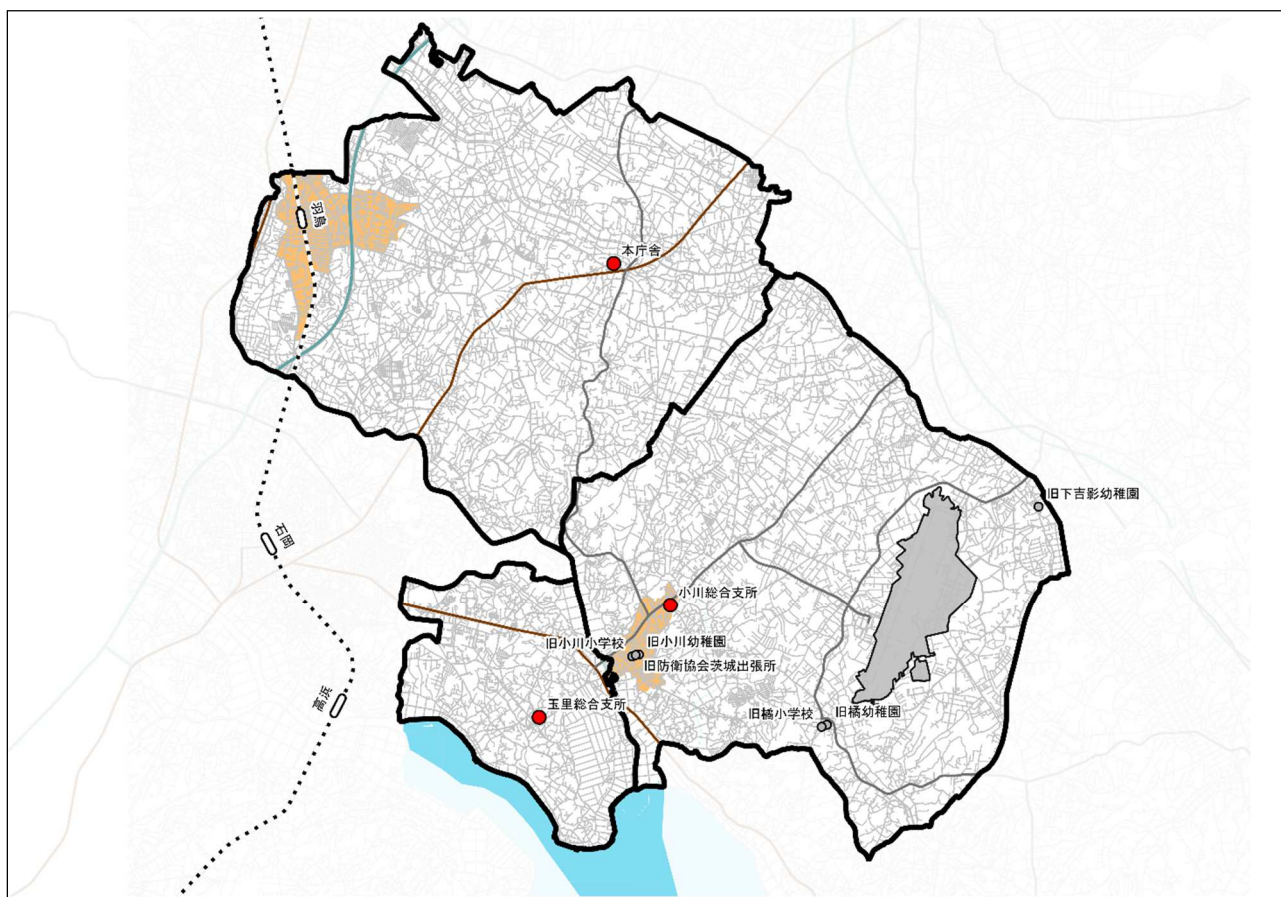 羽鳥
本庁舎
旧下吉影幼稚園
石岡
小川総合支所
旧小川小学校
旧小川幼稚園
旧防衛協会茨城出張所
玉里総合支所
高浜
旧橘小学校
旧橘幼稚園